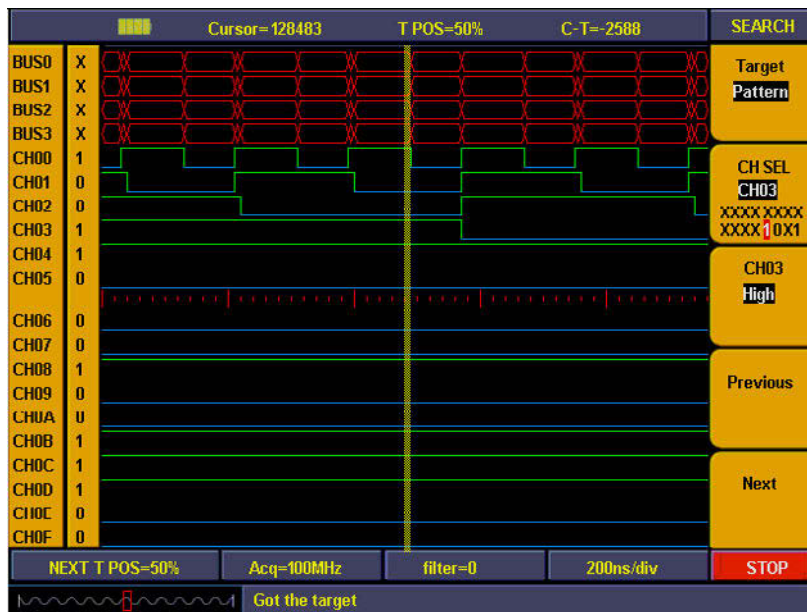 Cursor=128483 T POS=50% C-T=-2588 SEARCH
BUS0 X
BUS1 X
BUS2 X
BUS3 X
CH00 1
CH01 0
CH02 0
CH03 1
CH04 1
CH05 0
CH06 0
CH07 0
CH08 1
CH09 0
CH0A 0
CH0B 1
CH0C 1
CH0D 1
CH0E 0
CH0F 0
Target
Pattern
CH SEL
CH03
XXXX XXXX
XXXX 1 0X1
CH03
High
Previous
Next
NEXT T POS=50% Acq=100MHz filter=0 200ns/div STOP
Got the target